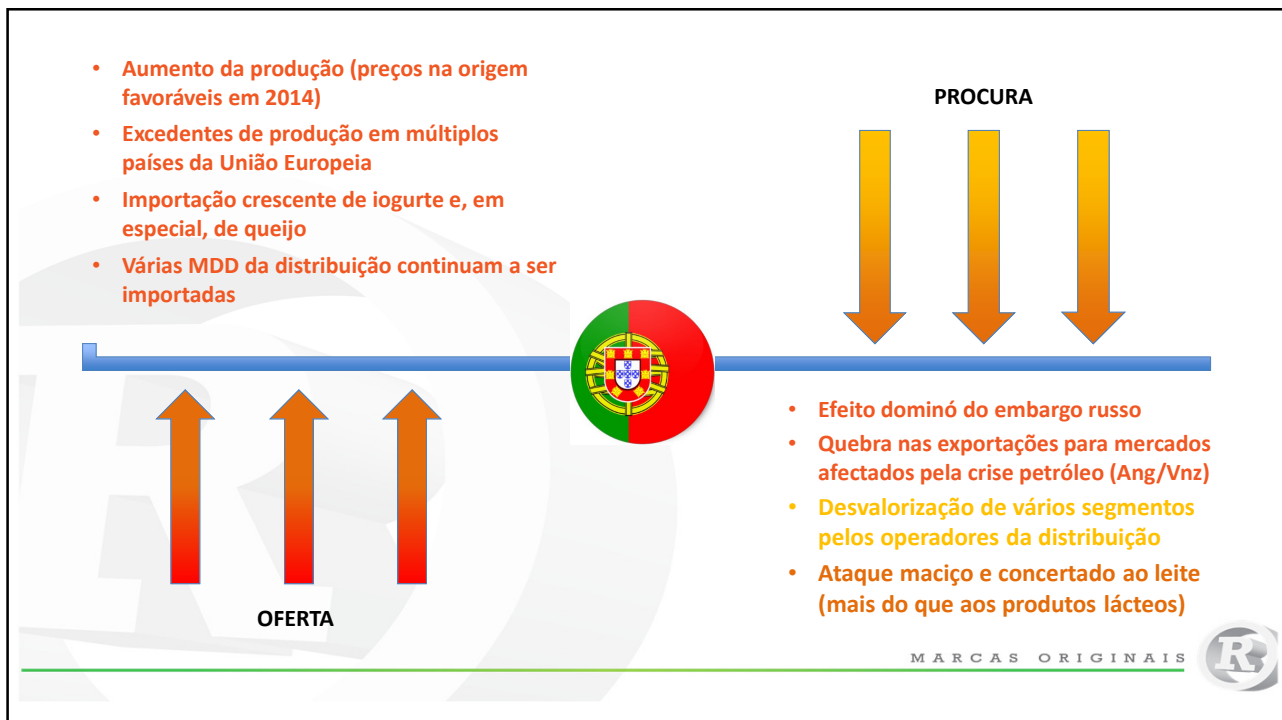 • Aumento da produção (preços na origem
favoráveis em 2014)
• Excedentes de produção em múltiplos
países da União Europeia
• Importação crescente de iogurte e, em
especial, de queijo
• Várias MDD da distribuição continuam a ser
importadas
PROCURA
OFERTA
• Efeito dominó do embargo russo
• Quebra nas exportações para mercados
afectados pela crise petróleo (Ang/Vnz)
• Desvalorização de vários segmentos
pelos operadores da distribuição
• Ataque maciço e concertado ao leite
(mais do que aos produtos lácteos)
MARCAS ORIGINAIS
R